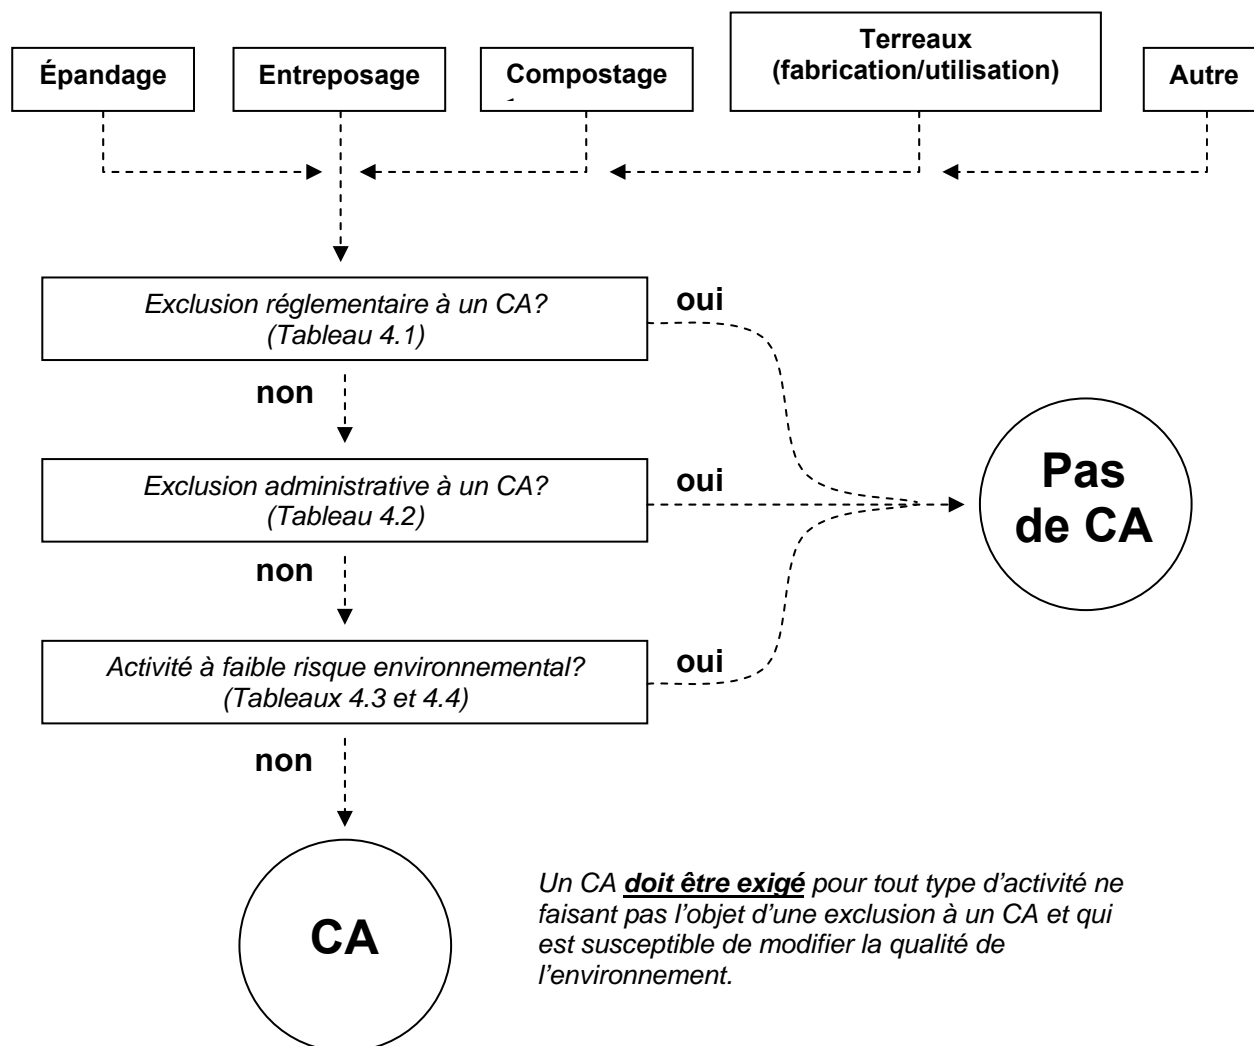 Épandage
Entreposage
Compostage
Terreaux
(fabrication/utilisation)
Autre
Exclusion réglementaire à un CA?
(Tableau 4.1)
oui
non
Exclusion administrative à un CA?
(Tableau 4.2)
oui
non
Pas
de CA
Activité à faible risque environnemental?
(Tableaux 4.3 et 4.4)
oui
non
CA
Un CA doit être exigé pour tout type d’activité ne
faisant pas l’objet d’une exclusion à un CA et qui
est susceptible de modifier la qualité de
l’environnement.